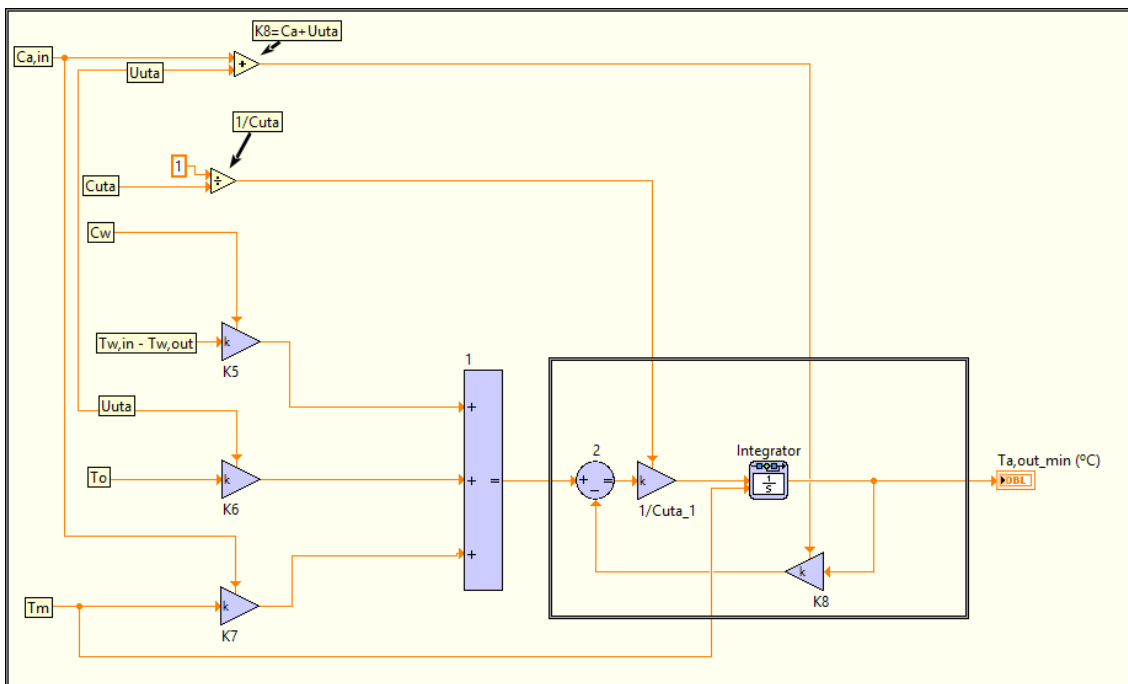 K8=Ca+Uuta
Ca,in
+
Uuta
1/Cuta
1
÷
Cuta
Cw
Tw,in - Tw,out
k
K5
1
+
Uuta
To
k
K6
+
=
Tm
k
K7
+
2
+
−
=
k
1/Cuta_1
Integrator
1
S
Ta,out_min (ºC)
DBL
k
K8